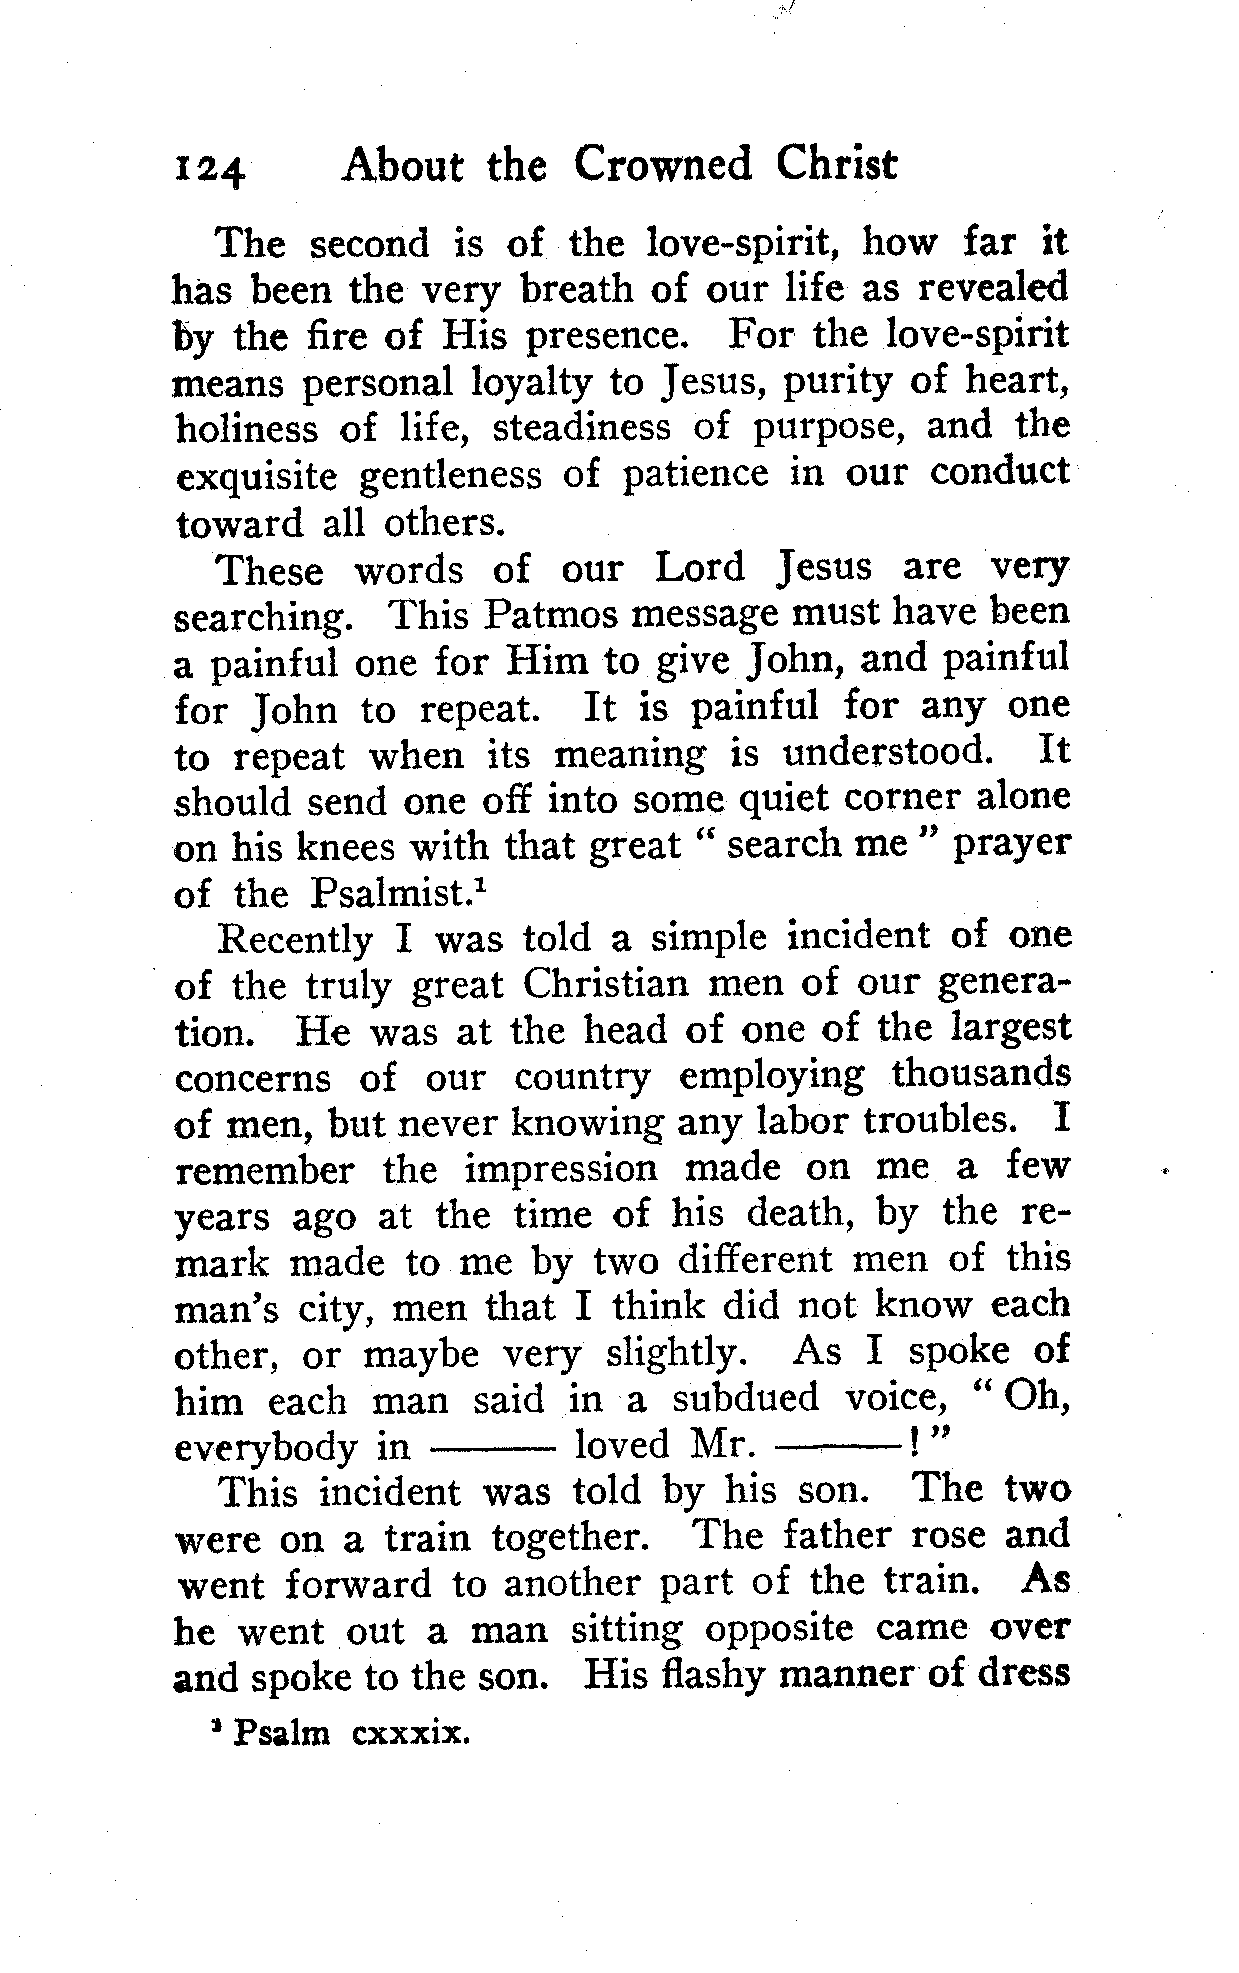 124 About the Crowned Christ
The second is of the love-spirit, how far it
has been the very breath of our life as revealed
by the fire of His presence. For the love-spirit
means personal loyalty to Jesus, purity of heart,
holiness of life, steadiness of purpose, and the
exquisite gentleness of patience in our conduct
toward all others.
These words of our Lord Jesus are very
searching. This Patmos message must have been
a painful one for Him to give John, and painful
for John to repeat. It is painful for any one
to repeat when its meaning is understood. It
should send one off into some quiet corner alone
on his knees with that great " search me " prayer
of the Psalmist.¹
Recently I was told a simple incident of one
of the truly great Christian men of our genera-
tion. He was at the head of one of the largest
concerns of our country employing thousands
of men, but never knowing any labor troubles. I
remember the impression made on me a few
years ago at the time of his death, by the re-
mark made to me by two different men of this
man's city, men that I think did not know each
other, or maybe very slightly. As I spoke of
him each man said in a subdued voice, " Oh,
everybody in ——— loved Mr. ———! "
This incident was told by his son. The two
were on a train together. The father rose and
went forward to another part of the train. As
he went out a man sitting opposite came over
and spoke to the son. His flashy manner of dress
¹ Psalm cxxxix.